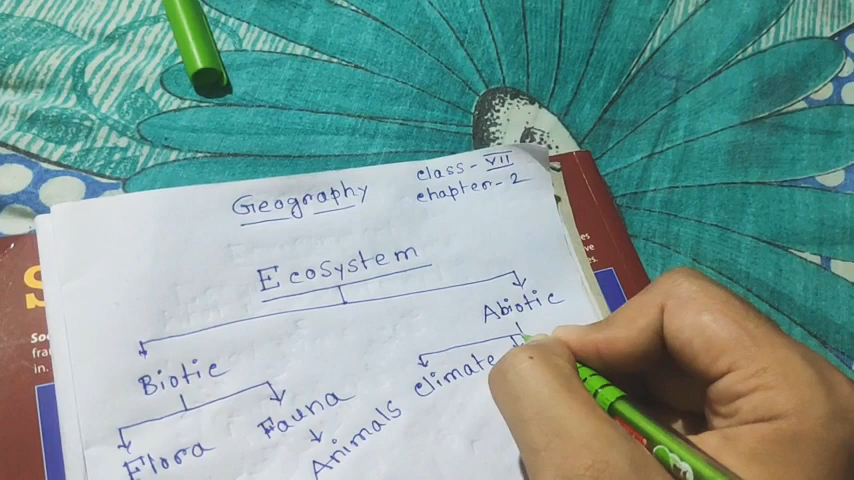 Geography
class - VII
chapter - 2
Ecosystem
Abiotic
Biotic
climate
Fauna
Animals
Flora